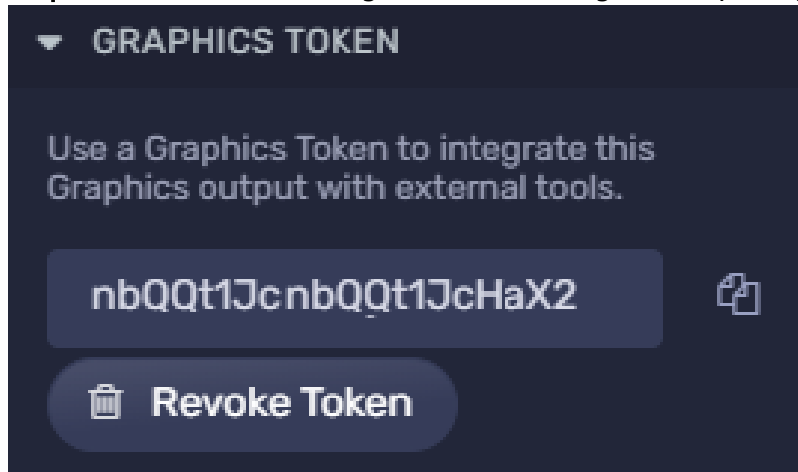 GRAPHICS TOKEN
Use a Graphics Token to integrate this
Graphics output with external tools.
nbQQt1JcnbQQt1JcHaX2
Revoke Token